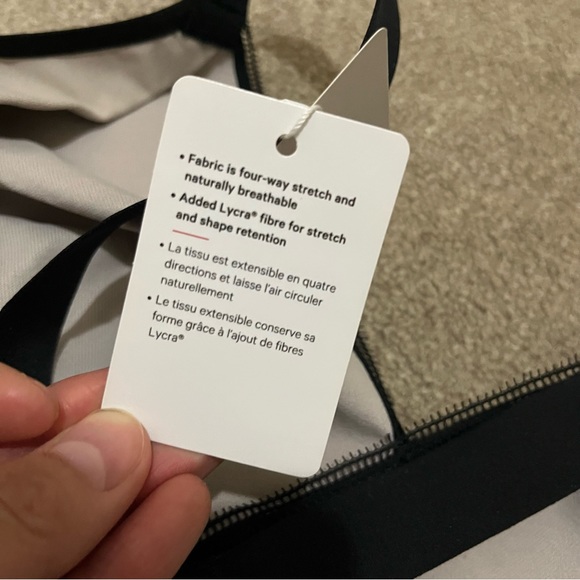 • Fabric is four-way stretch and
naturally breathable
• Added Lycra® fibre for stretch
and shape retention
• La tissu est extensible en quatre
directions et laisse l'air circuler
naturellement
• Le tissu extensible conserve sa
forme grâce à l'ajout de fibres
Lycra®